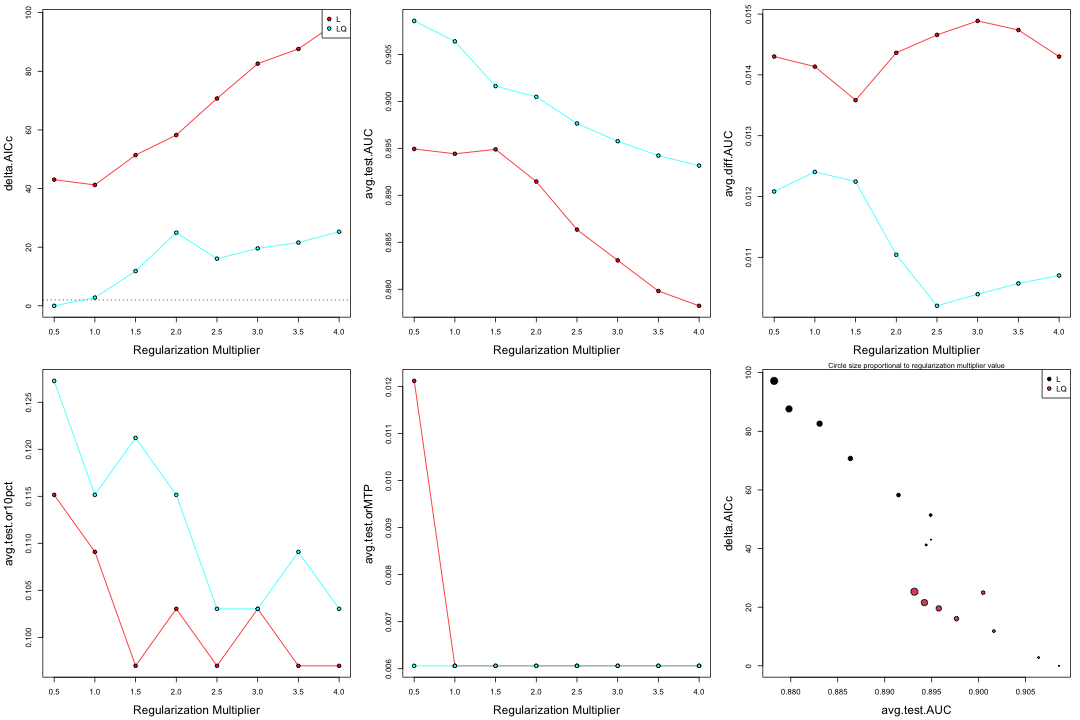 delta.AICc
0 20 40 60 80 100
L
LQ
0.5 1.0 1.5 2.0 2.5 3.0 3.5 4.0
Regularization Multiplier
avg.test.AUC
0.880 0.885 0.890 0.895 0.900 0.905
0.5 1.0 1.5 2.0 2.5 3.0 3.5 4.0
Regularization Multiplier
avg.diff.AUC
0.011 0.012 0.013 0.014 0.015
0.5 1.0 1.5 2.0 2.5 3.0 3.5 4.0
Regularization Multiplier
avg.test.or10pct
0.100 0.105 0.110 0.115 0.120 0.125
0.5 1.0 1.5 2.0 2.5 3.0 3.5 4.0
Regularization Multiplier
avg.test.orMTP
0.006 0.007 0.008 0.009 0.010 0.011 0.012
0.5 1.0 1.5 2.0 2.5 3.0 3.5 4.0
Regularization Multiplier
Circle size proportional to regularization multiplier value
delta.AICc
0 20 40 60 80 100
L
LQ
0.880 0.885 0.890 0.895 0.900 0.905
avg.test.AUC